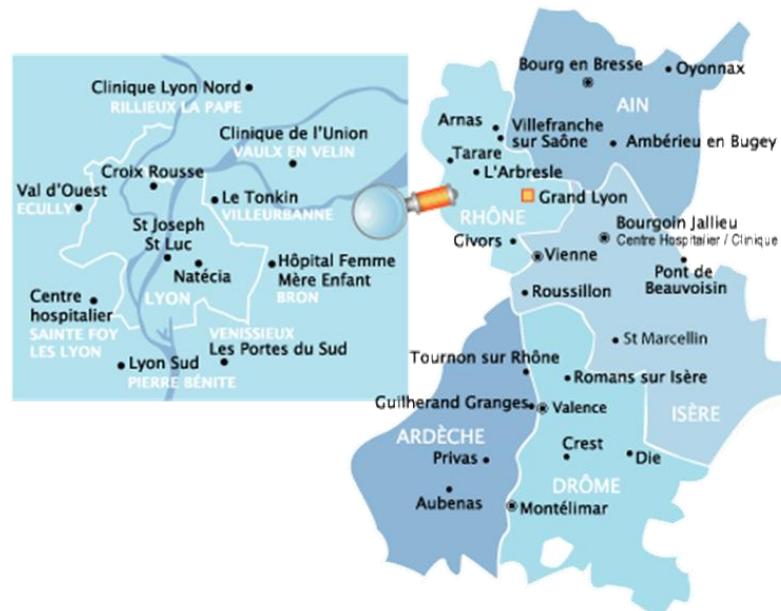 Clinique Lyon Nord
RILLIEUX LA PAPE
Clinique de l'Union
VAULX EN VELIN
Croix Rousse
Val d'Ouest
ECULLY
Le Tonkin
VILLEURBANNE
St Joseph
St Luc
Natécia
Hôpital Femme
Mère Enfant
BRON
Centre
hospitalier
SAINTE FOY
LES LYON
LYON
VENISSIEUX
Les Portes du Sud
Lyon Sud
PIERRE BÉNITE
Bourg en Bresse
Oyonnax
AIN
Arnas
Villefranche
sur Saône
Ambérieu en Bugey
Tarare
L'Arbresle
Grand Lyon
RHÔNE
Givors
Bourgoin Jallieu
Centre Hospitalier / Clinique
Vienne
Pont de
Beauvoisin
Roussillon
St Marcellin
Tournon sur Rhône
Romans sur Isère
Guilherand Granges
Valence
ISÈRE
ARDÈCHE
Crest
Die
Privas
DRÔME
Aubenas
Montélimar